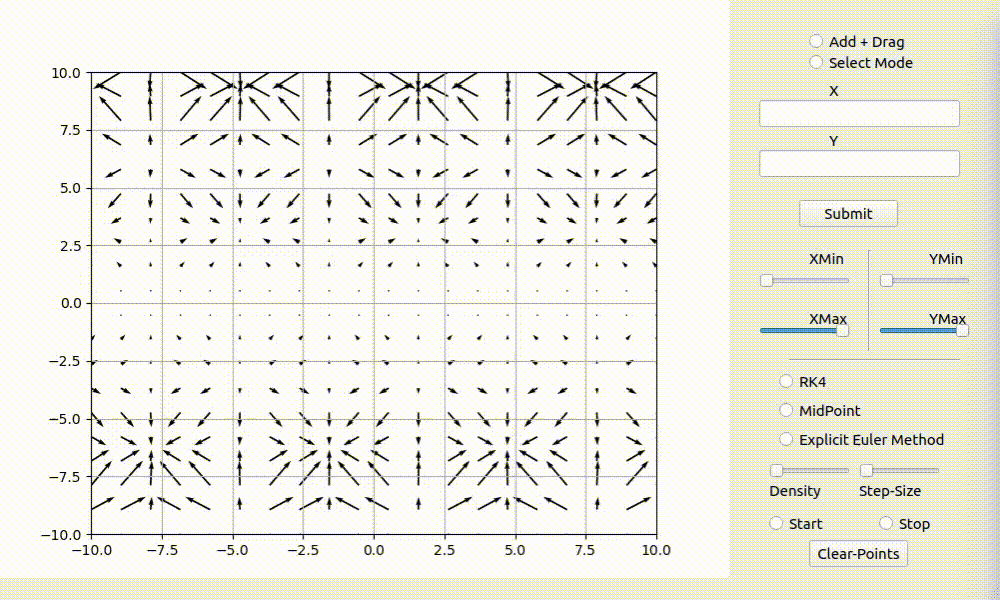 Add + Drag
Select Mode
X
Y
Submit
XMin YMin
XMax YMax
RK4
MidPoint
Explicit Euler Method
Density Step-Size
Start Stop
Clear-Points
10.0
7.5
5.0
2.5
0.0
−2.5
−5.0
−7.5
−10.0
−10.0 −7.5 −5.0 −2.5 0.0 2.5 5.0 7.5 10.0